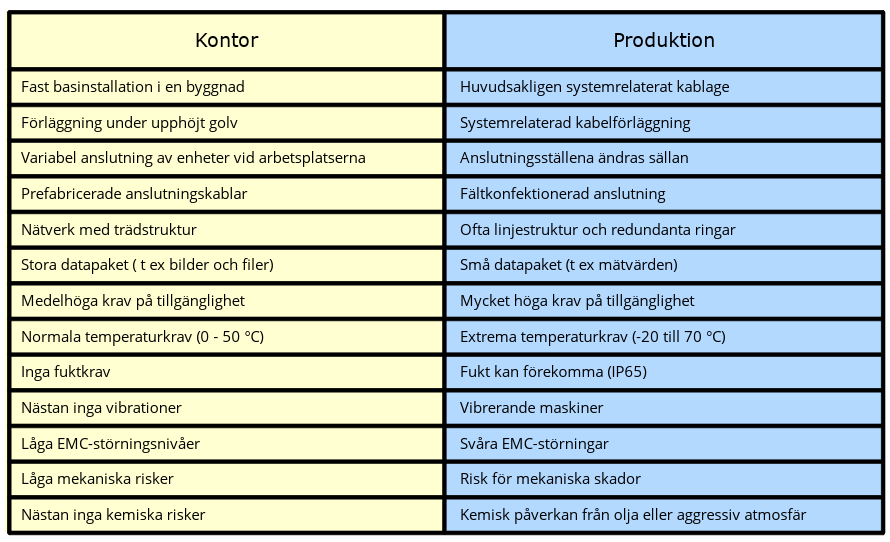 Kontor
Produktion
Fast basinstallation i en byggnad
Huvudsakligen systemrelaterat kablage
Förläggning under upphöjt golv
Systemrelaterad kabelförläggning
Variabel anslutning av enheter vid arbetsplatserna
Anslutningsställena ändras sällan
Prefabricerade anslutningskablar
Fältkonfektionerad anslutning
Nätverk med trädstruktur
Ofta linjestruktur och redundanta ringar
Stora datapaket ( t ex bilder och filer)
Små datapaket (t ex mätvärden)
Medelhöga krav på tillgänglighet
Mycket höga krav på tillgänglighet
Normala temperaturkrav (0 - 50 °C)
Extrema temperaturkrav (-20 till 70 °C)
Inga fuktkrav
Fukt kan förekomma (IP65)
Nästan inga vibrationer
Vibrerande maskiner
Låga EMC-störningsnivåer
Svåra EMC-störningar
Låga mekaniska risker
Risk för mekaniska skador
Nästan inga kemiska risker
Kemisk påverkan från olja eller aggressiv atmosfär